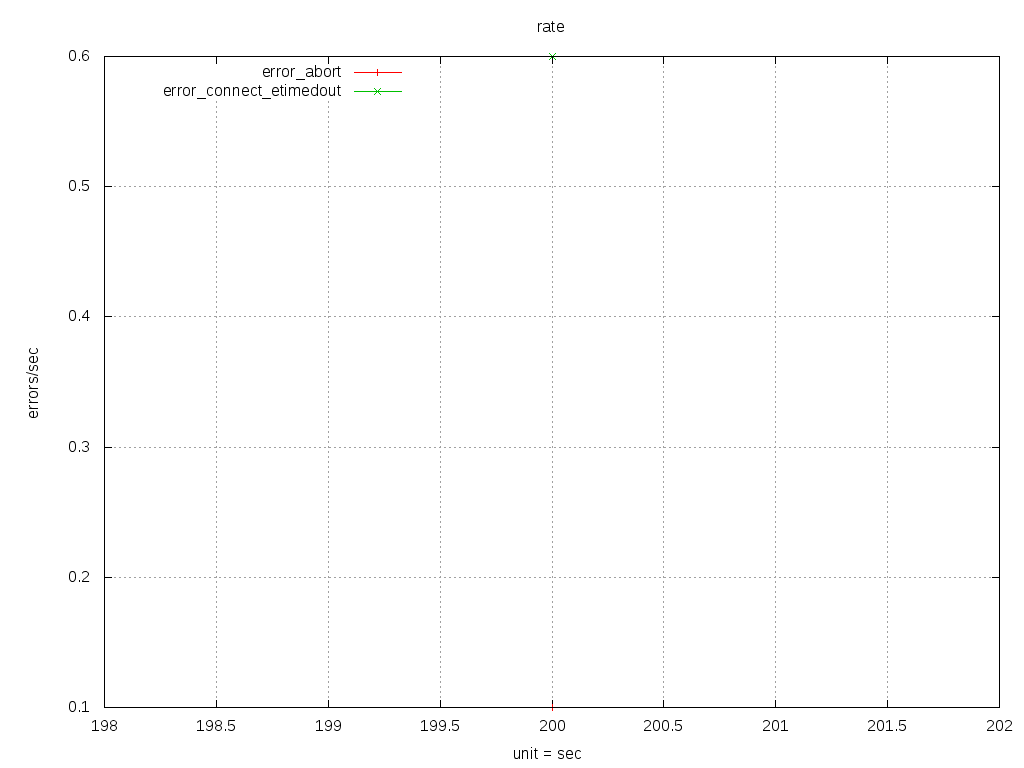 rate
0.6
error_abort
error_connect_etimedout
0.5
0.4
errors/sec
0.3
0.2
0.1
198 198.5 199 199.5 200 200.5 201 201.5 202
unit = sec